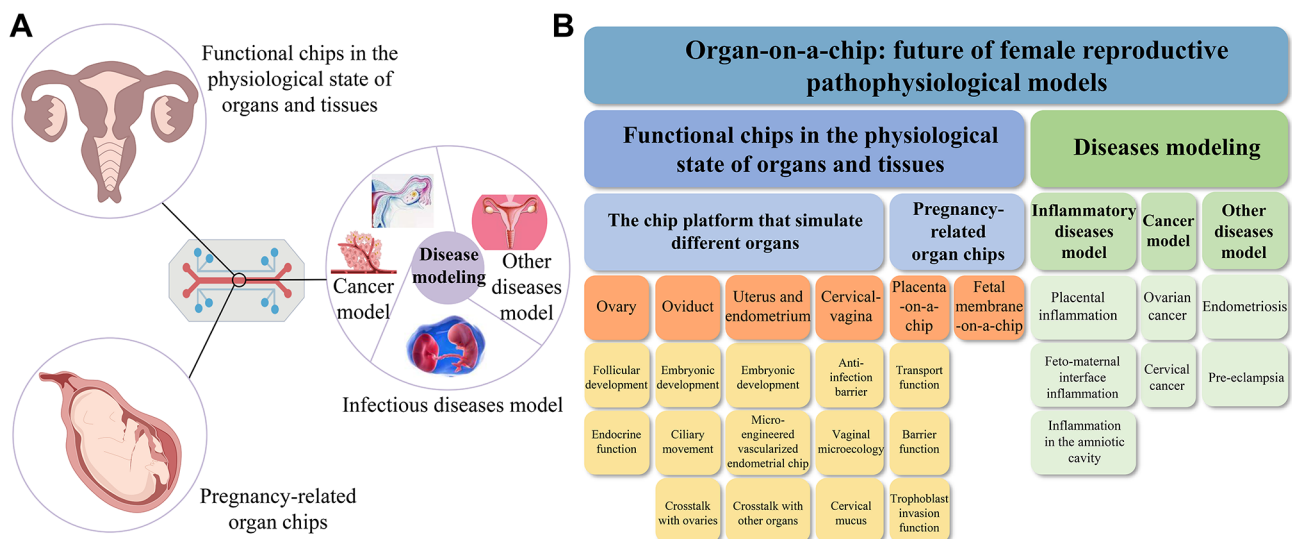 A
Functional chips in the
physiological state of
organs and tissues
Disease
modeling
Cancer
model
Other
diseases
model
Infectious diseases model
Pregnancy-related
organ chips
B
Organ-on-a-chip: future of female reproductive
pathophysiological models
Functional chips in the physiological
state of organs and tissues
Diseases modeling
The chip platform that simulate
different organs
Pregnancy-
related
organ chips
Inflammatory
diseases
model
Cancer
model
Other
diseases
model
Ovary
Oviduct
Uterus and
endometrium
Cervical-
vagina
Placenta
-on-a-
chip
Fetal
membrane
-on-a-chip
Placental
inflammation
Ovarian
cancer
Endometriosis
Follicular
development
Embryonic
development
Embryonic
development
Anti-
infection
barrier
Transport
function
Feto-maternal
interface
inflammation
Cervical
cancer
Pre-eclampsia
Endocrine
function
Ciliary
movement
Micro-
engineered
vascularized
endometrial chip
Vaginal
microecology
Barrier
function
Inflammation
in the amniotic
cavity
Crosstalk
with ovaries
Crosstalk with
other organs
Cervical
mucus
Trophoblast
invasion
function